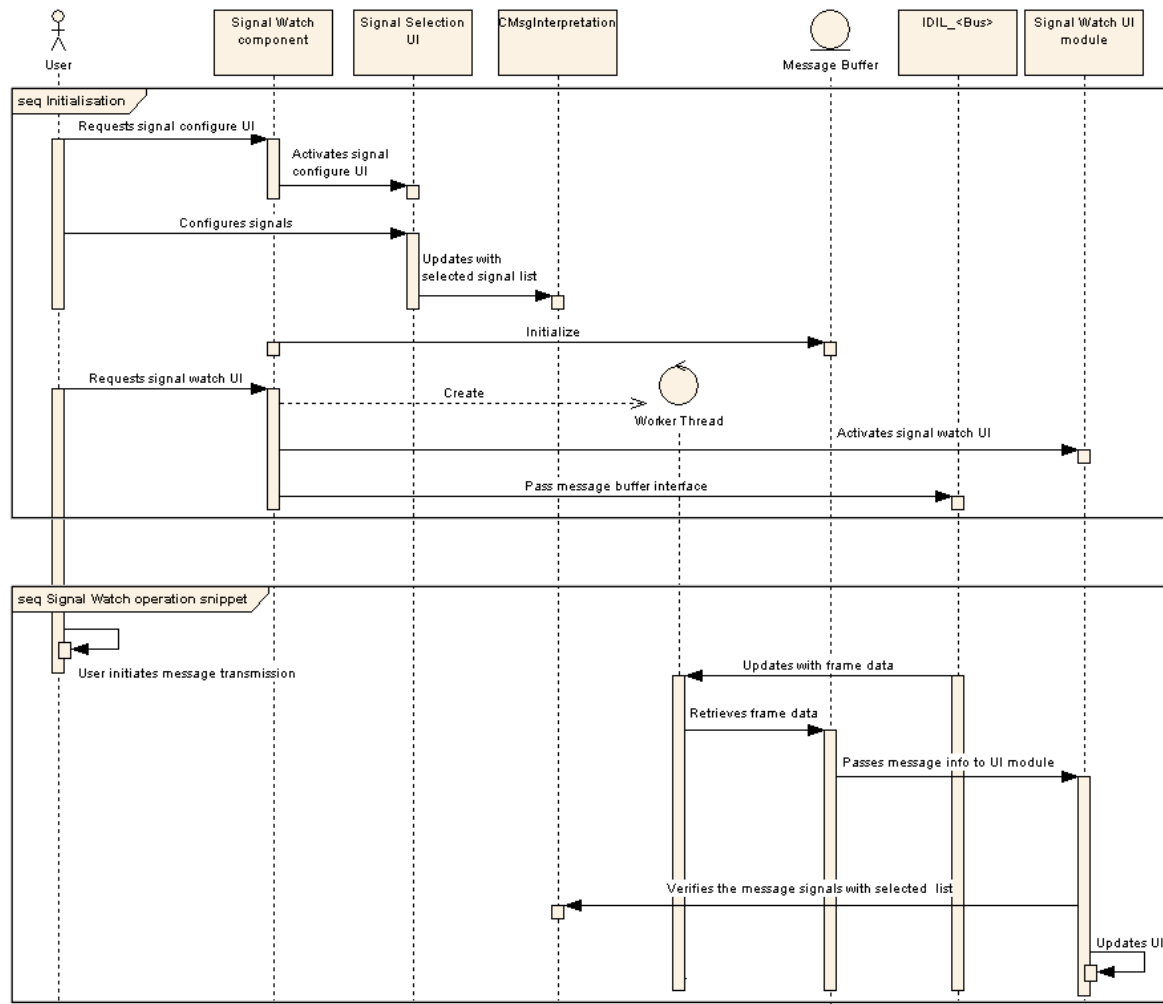 User
Signal Watch
component
Signal Selection
UI
CMsgInterpretation
Message Buffer
IDIL_<Bus>
Signal Watch UI
module
seq Initialisation
Requests signal configure UI
Activates signal
configure UI
Configures signals
Updates with
selected signal list
Initialize
Requests signal watch UI
Create
Worker Thread
Activates signal watch UI
Pass message buffer interface
seq Signal Watch operation snippet
User initiates message transmission
Updates with frame data
Retrieves frame data
Passes message info to UI module
Verifies the message signals with selected list
Updates UI